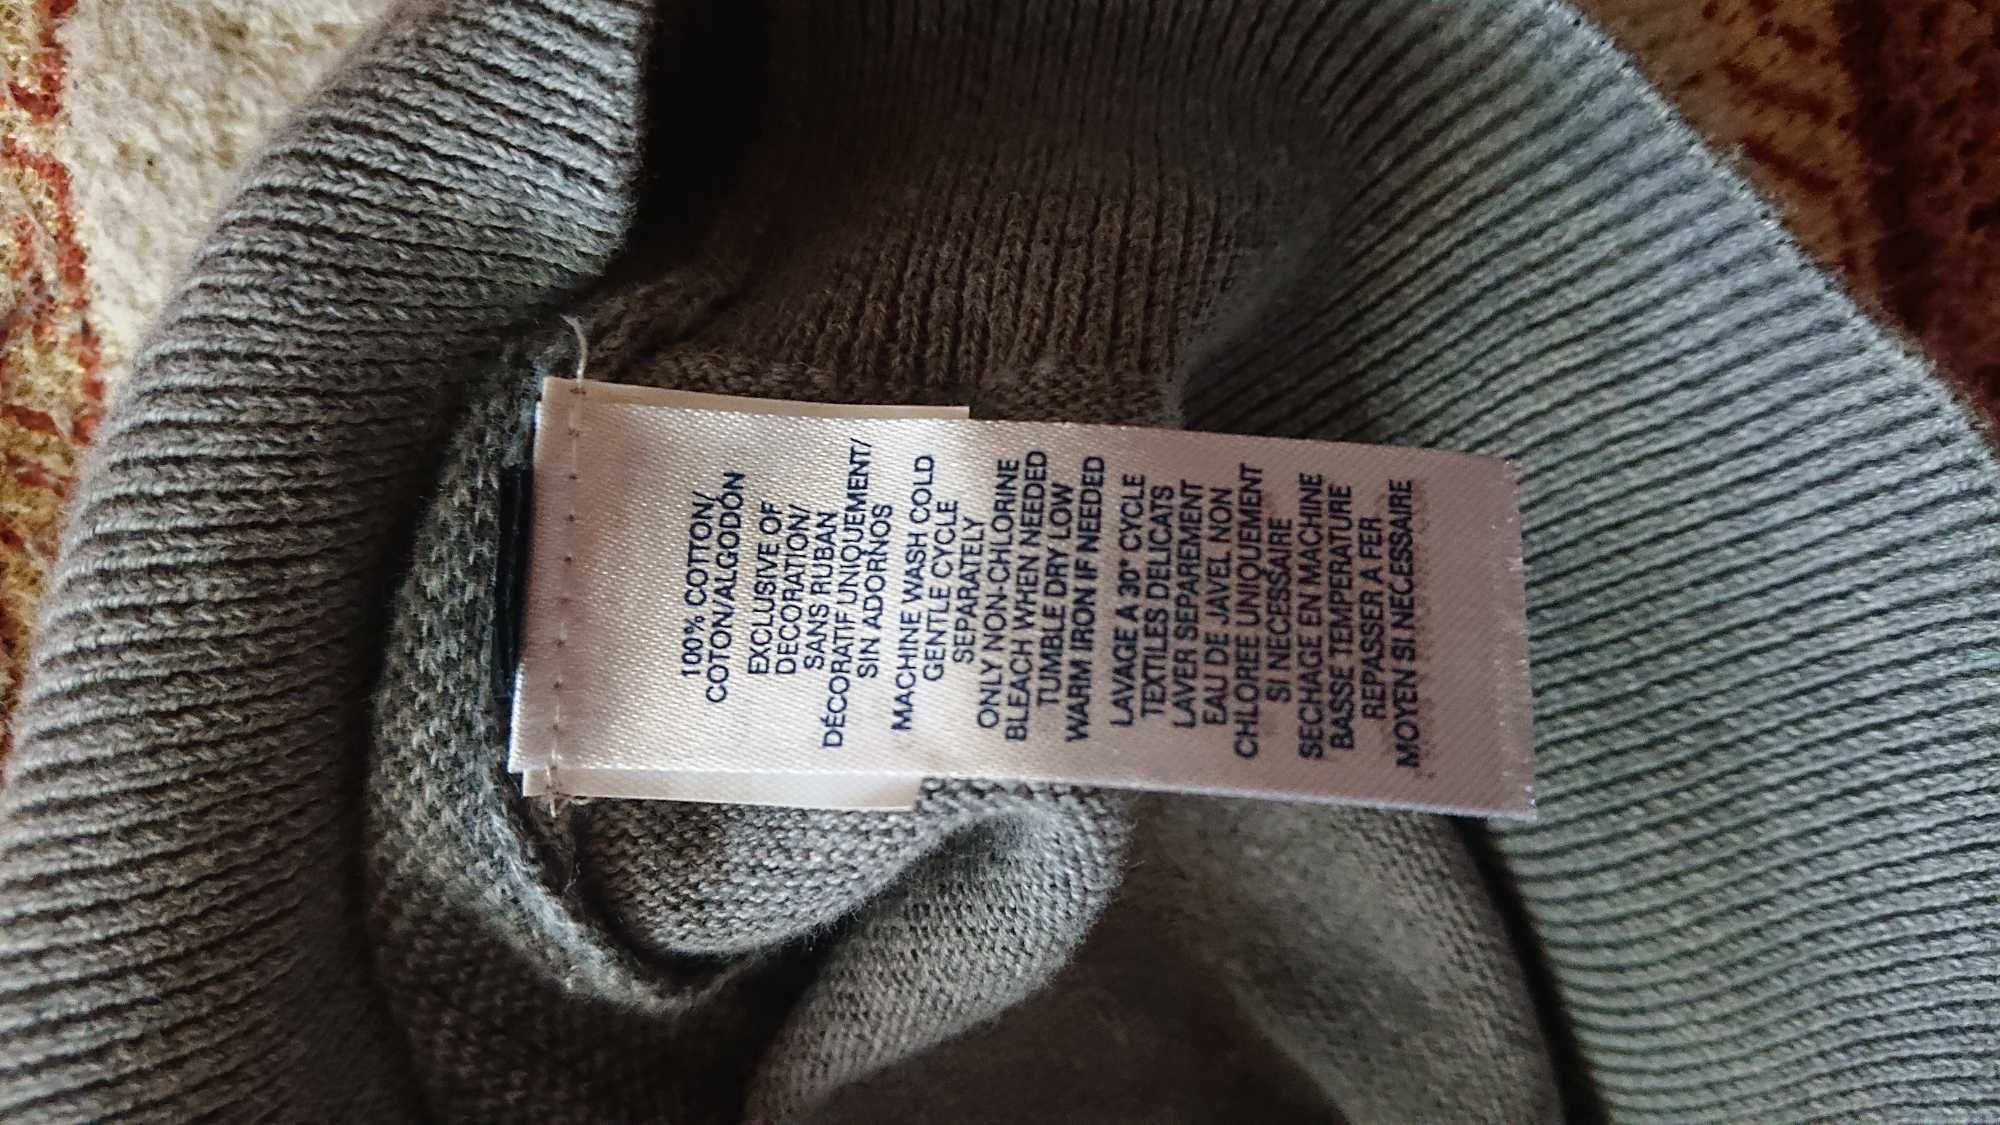 100% COTTON/
COTON/ALGODÓN
EXCLUSIVE OF
DECORATION/
SANS RUBAN
DÉCORATIF UNIQUEMENT/
SIN ADORNOS
MACHINE WASH COLD
GENTLE CYCLE
SEPARATELY
ONLY NON-CHLORINE
BLEACH WHEN NEEDED
TUMBLE DRY LOW
WARM IRON IF NEEDED
LAVAGE A 30° CYCLE
TEXTILES DELICATS
LAVER SEPAREMENT
EAU DE JAVEL NON
CHLOREE UNIQUEMENT
SI NECESSAIRE
SECHAGE EN MACHINE
BASSE TEMPERATURE
REPASSER A FER
MOYEN SI NECESSAIRE